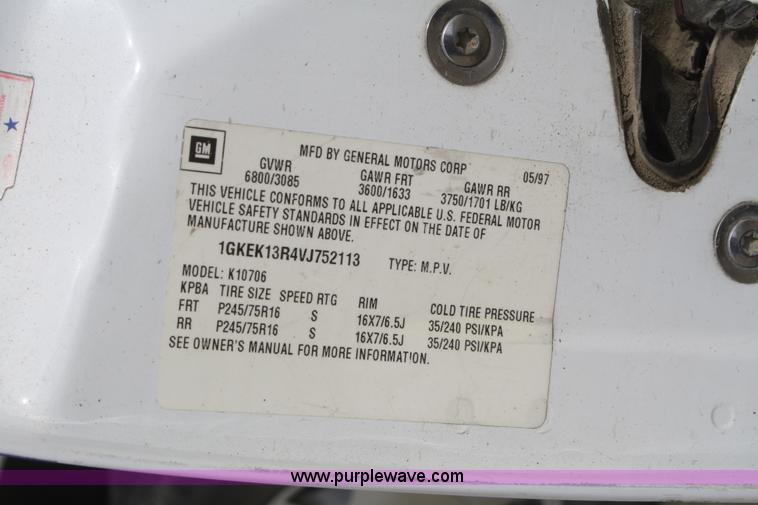 GM
MFD BY GENERAL MOTORS CORP 05/97
GVWR GAWR FRT GAWR RR
6800/3085 3600/1633 3750/1701 LB/KG
THIS VEHICLE CONFORMS TO ALL APPLICABLE U.S. FEDERAL MOTOR
VEHICLE SAFETY STANDARDS IN EFFECT ON THE DATE OF
MANUFACTURE SHOWN ABOVE.
1GKEK13R4VJ752113 TYPE: M.P.V.
MODEL: K10706
KPBA TIRE SIZE SPEED RTG RIM COLD TIRE PRESSURE
FRT P245/75R16 S 16X7/6.5J 35/240 PSI/KPA
RR P245/75R16 S 16X7/6.5J 35/240 PSI/KPA
SEE OWNER'S MANUAL FOR MORE INFORMATION.
www.purplewave.com